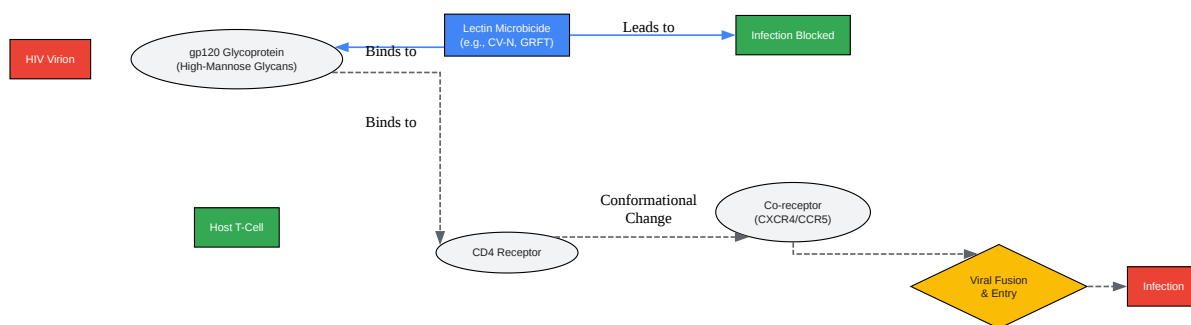 HIV Virion
gp120 Glycoprotein
(High-Mannose Glycans)
Binds to
Lectin Microbicide
(e.g., CV-N, GRFT)
Leads to
Infection Blocked
Binds to
Host T-Cell
CD4 Receptor
Conformational
Change
Co-receptor
(CXCR4/CCR5)
Viral Fusion
& Entry
Infection